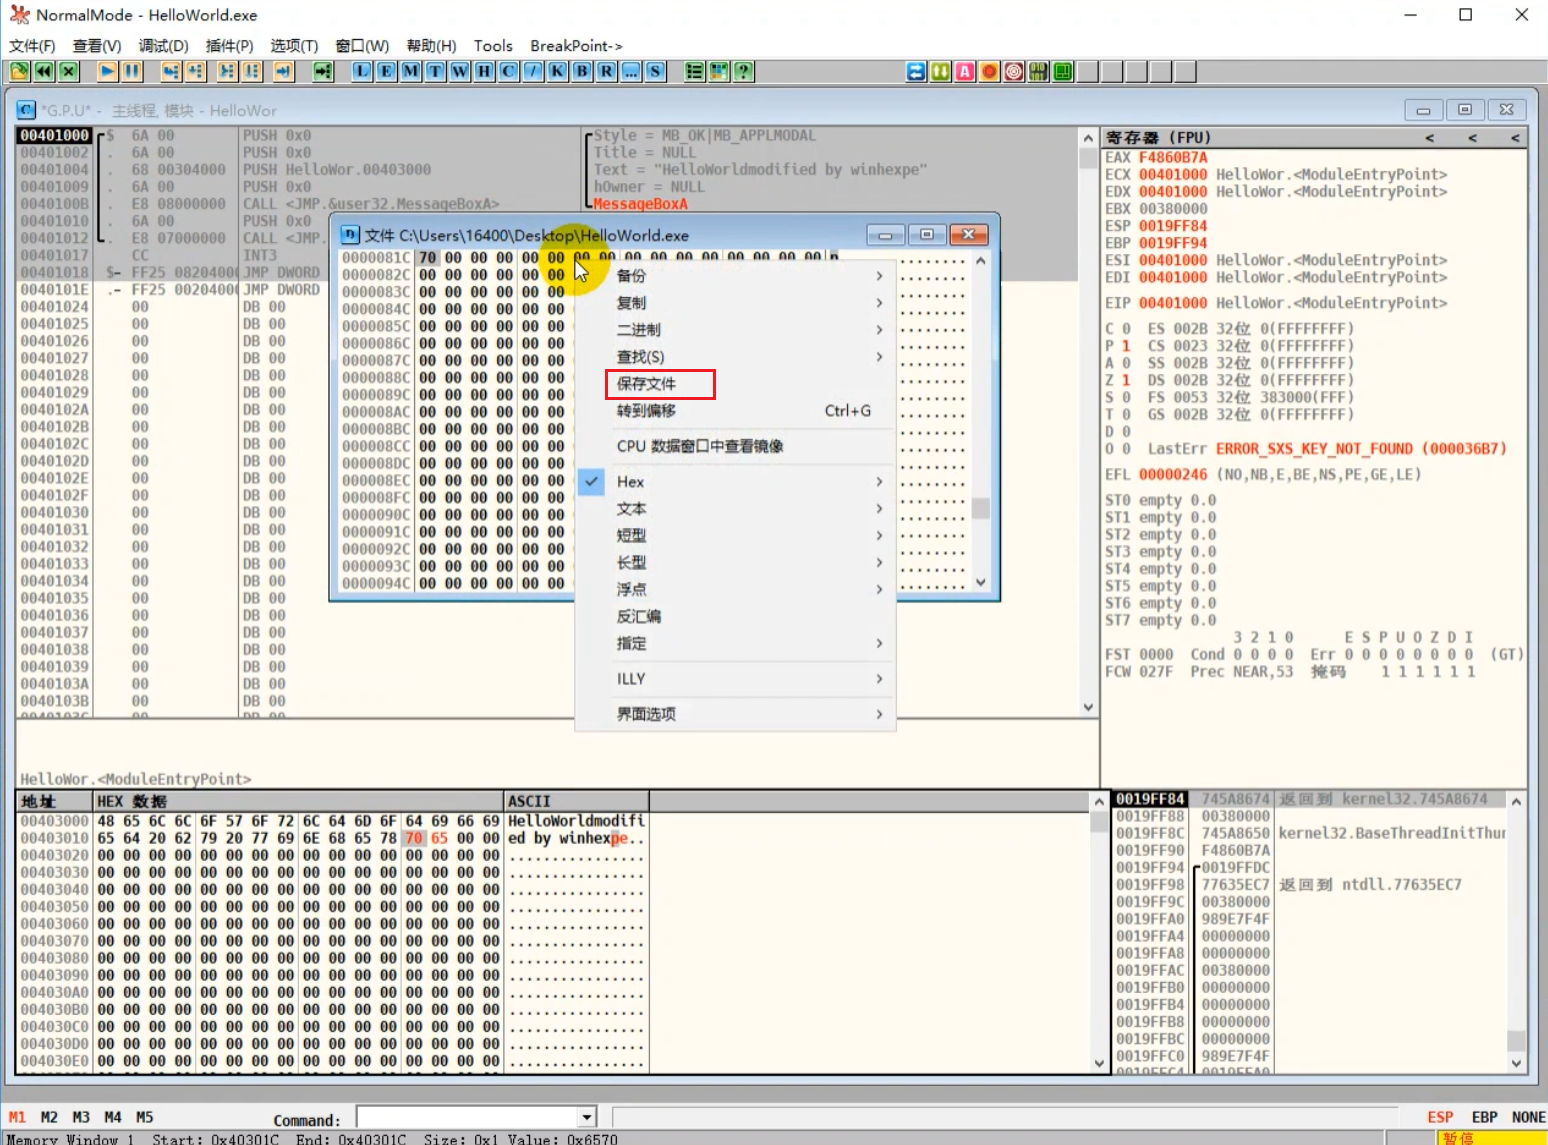 NormalMode - HelloWorld.exe
文件(F) 查看(V) 调试(D) 插件(P) 选项(T) 窗口(W) 帮助(H) Tools BreakPoint->
L E M T W H C / K B R ... S
*G.P.U* - 主线程, 模块 - HelloWor
00401000 $ 6A 00 PUSH 0x0 Style = MB_OK|MB_APPLMODAL
00401002 . 6A 00 PUSH 0x0 Title = NULL
00401004 . 68 00304000 PUSH HelloWor.00403000 Text = "HelloWorldmodified by winhexpe"
00401009 . 6A 00 PUSH 0x0 hOwner = NULL
0040100B . E8 08000000 CALL <JMP.&user32.MessageBoxA> MessageBoxA
00401010 . 6A 00 PUSH 0x0
00401012 . E8 07000000 CALL <JMP.
00401017 CC INT3
00401018 $- FF25 08204000 JMP DWORD
0040101E .- FF25 00204000 JMP DWORD
00401024 00 DB 00
00401025 00 DB 00
00401026 00 DB 00
00401027 00 DB 00
00401028 00 DB 00
00401029 00 DB 00
0040102A 00 DB 00
0040102B 00 DB 00
0040102C 00 DB 00
0040102D 00 DB 00
0040102E 00 DB 00
0040102F 00 DB 00
00401030 00 DB 00
00401031 00 DB 00
00401032 00 DB 00
00401033 00 DB 00
00401034 00 DB 00
00401035 00 DB 00
00401036 00 DB 00
00401037 00 DB 00
00401038 00 DB 00
00401039 00 DB 00
0040103A 00 DB 00
0040103B 00 DB 00
0040103C 00 DB 00
HelloWor.<ModuleEntryPoint>
文件 C:\Users\16400\Desktop\HelloWorld.exe
0000081C 70 00 00 00 00 00 00 00 00 00 00 00 00 00 00 00 p...............
0000082C 00 00 00 00 00 00
0000083C 00 00 00 00 00 00
0000084C 00 00 00 00 00 00
0000085C 00 00 00 00 00 00
0000086C 00 00 00 00 00 00
0000087C 00 00 00 00 00 00
0000088C 00 00 00 00 00 00
0000089C 00 00 00 00 00 00
000008AC 00 00 00 00 00 00
000008BC 00 00 00 00 00 00
000008CC 00 00 00 00 00 00
000008DC 00 00 00 00 00 00
000008EC 00 00 00 00 00 00
000008FC 00 00 00 00 00 00
0000090C 00 00 00 00 00 00
0000091C 00 00 00 00 00 00
0000092C 00 00 00 00 00 00
0000093C 00 00 00 00 00 00
0000094C 00 00 00 00 00 00
备份
复制
二进制
查找(S)
保存文件
转到偏移 Ctrl+G
CPU 数据窗口中查看镜像
Hex
文本
短型
长型
浮点
反汇编
指定
ILLY
界面选项
寄存器 (FPU) < < <
EAX F4860B7A
ECX 00401000 HelloWor.<ModuleEntryPoint>
EDX 00401000 HelloWor.<ModuleEntryPoint>
EBX 00380000
ESP 0019FF84
EBP 0019FF94
ESI 00401000 HelloWor.<ModuleEntryPoint>
EDI 00401000 HelloWor.<ModuleEntryPoint>
EIP 00401000 HelloWor.<ModuleEntryPoint>
C 0 ES 002B 32位 0(FFFFFFFF)
P 1 CS 0023 32位 0(FFFFFFFF)
A 0 SS 002B 32位 0(FFFFFFFF)
Z 1 DS 002B 32位 0(FFFFFFFF)
S 0 FS 0053 32位 383000(FFF)
T 0 GS 002B 32位 0(FFFFFFFF)
D 0
O 0 LastErr ERROR_SXS_KEY_NOT_FOUND (000036B7)
EFL 00000246 (NO,NB,E,BE,NS,PE,GE,LE)
ST0 empty 0.0
ST1 empty 0.0
ST2 empty 0.0
ST3 empty 0.0
ST4 empty 0.0
ST5 empty 0.0
ST6 empty 0.0
ST7 empty 0.0
3 2 1 0 E S P U O Z D I
FST 0000 Cond 0 0 0 0 Err 0 0 0 0 0 0 0 0 (GT)
FCW 027F Prec NEAR,53 掩码 1 1 1 1 1 1
地址 HEX 数据 ASCII
00403000 48 65 6C 6C 6F 57 6F 72 6C 64 6D 6F 64 69 66 69 HelloWorldmodifi
00403010 65 64 20 62 79 20 77 69 6E 68 65 78 70 65 00 00 ed by winhexpe..
00403020 00 00 00 00 00 00 00 00 00 00 00 00 00 00 00 00 ................
00403030 00 00 00 00 00 00 00 00 00 00 00 00 00 00 00 00 ................
00403040 00 00 00 00 00 00 00 00 00 00 00 00 00 00 00 00 ................
00403050 00 00 00 00 00 00 00 00 00 00 00 00 00 00 00 00 ................
00403060 00 00 00 00 00 00 00 00 00 00 00 00 00 00 00 00 ................
00403070 00 00 00 00 00 00 00 00 00 00 00 00 00 00 00 00 ................
00403080 00 00 00 00 00 00 00 00 00 00 00 00 00 00 00 00 ................
00403090 00 00 00 00 00 00 00 00 00 00 00 00 00 00 00 00 ................
004030A0 00 00 00 00 00 00 00 00 00 00 00 00 00 00 00 00 ................
004030B0 00 00 00 00 00 00 00 00 00 00 00 00 00 00 00 00 ................
004030C0 00 00 00 00 00 00 00 00 00 00 00 00 00 00 00 00 ................
004030D0 00 00 00 00 00 00 00 00 00 00 00 00 00 00 00 00 ................
004030E0 00 00 00 00 00 00 00 00 00 00 00 00 00 00 00 00 ................
0019FF84 745A8674 返回到 kernel32.745A8674
0019FF88 00380000
0019FF8C 745A8650 kernel32.BaseThreadInitThur
0019FF90 F4860B7A
0019FF94 0019FFDC
0019FF98 77635EC7 返回到 ntdll.77635EC7
0019FF9C 00380000
0019FFA0 989E7F4F
0019FFA4 00000000
0019FFA8 00000000
0019FFAC 00380000
0019FFB0 00000000
0019FFB4 00000000
0019FFB8 00000000
0019FFBC 00000000
0019FFC0 989E7F4F
0019FFC4 0019FFA0
M1 M2 M3 M4 M5 Command: ESP EBP NONE
Memory Window 1 Start: 0x40301C End: 0x40301C Size: 0x1 Value: 0x6570 暂停